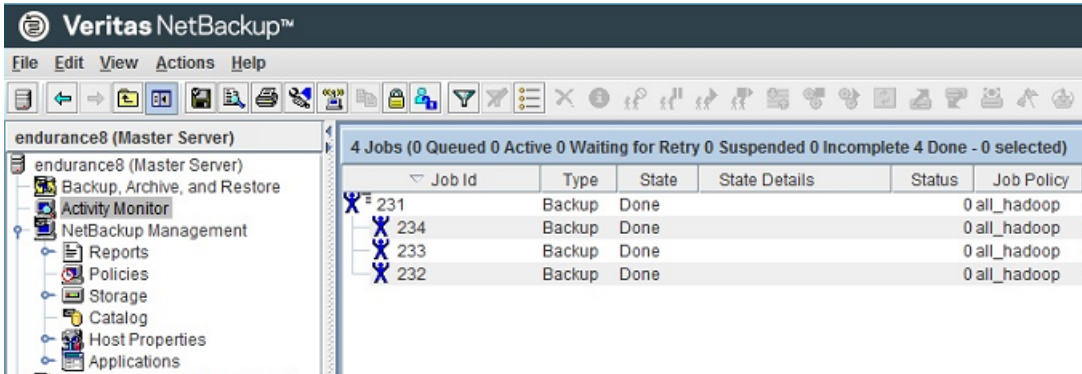 Veritas NetBackup™
File Edit View Actions Help
endurance8 (Master Server)
endurance8 (Master Server)
Backup, Archive, and Restore
Activity Monitor
NetBackup Management
Reports
Policies
Storage
Catalog
Host Properties
Applications
4 Jobs (0 Queued 0 Active 0 Waiting for Retry 0 Suspended 0 Incomplete 4 Done - 0 selected)
Job Id Type State State Details Status Job Policy
231 Backup Done 0 all_hadoop
234 Backup Done 0 all_hadoop
233 Backup Done 0 all_hadoop
232 Backup Done 0 all_hadoop